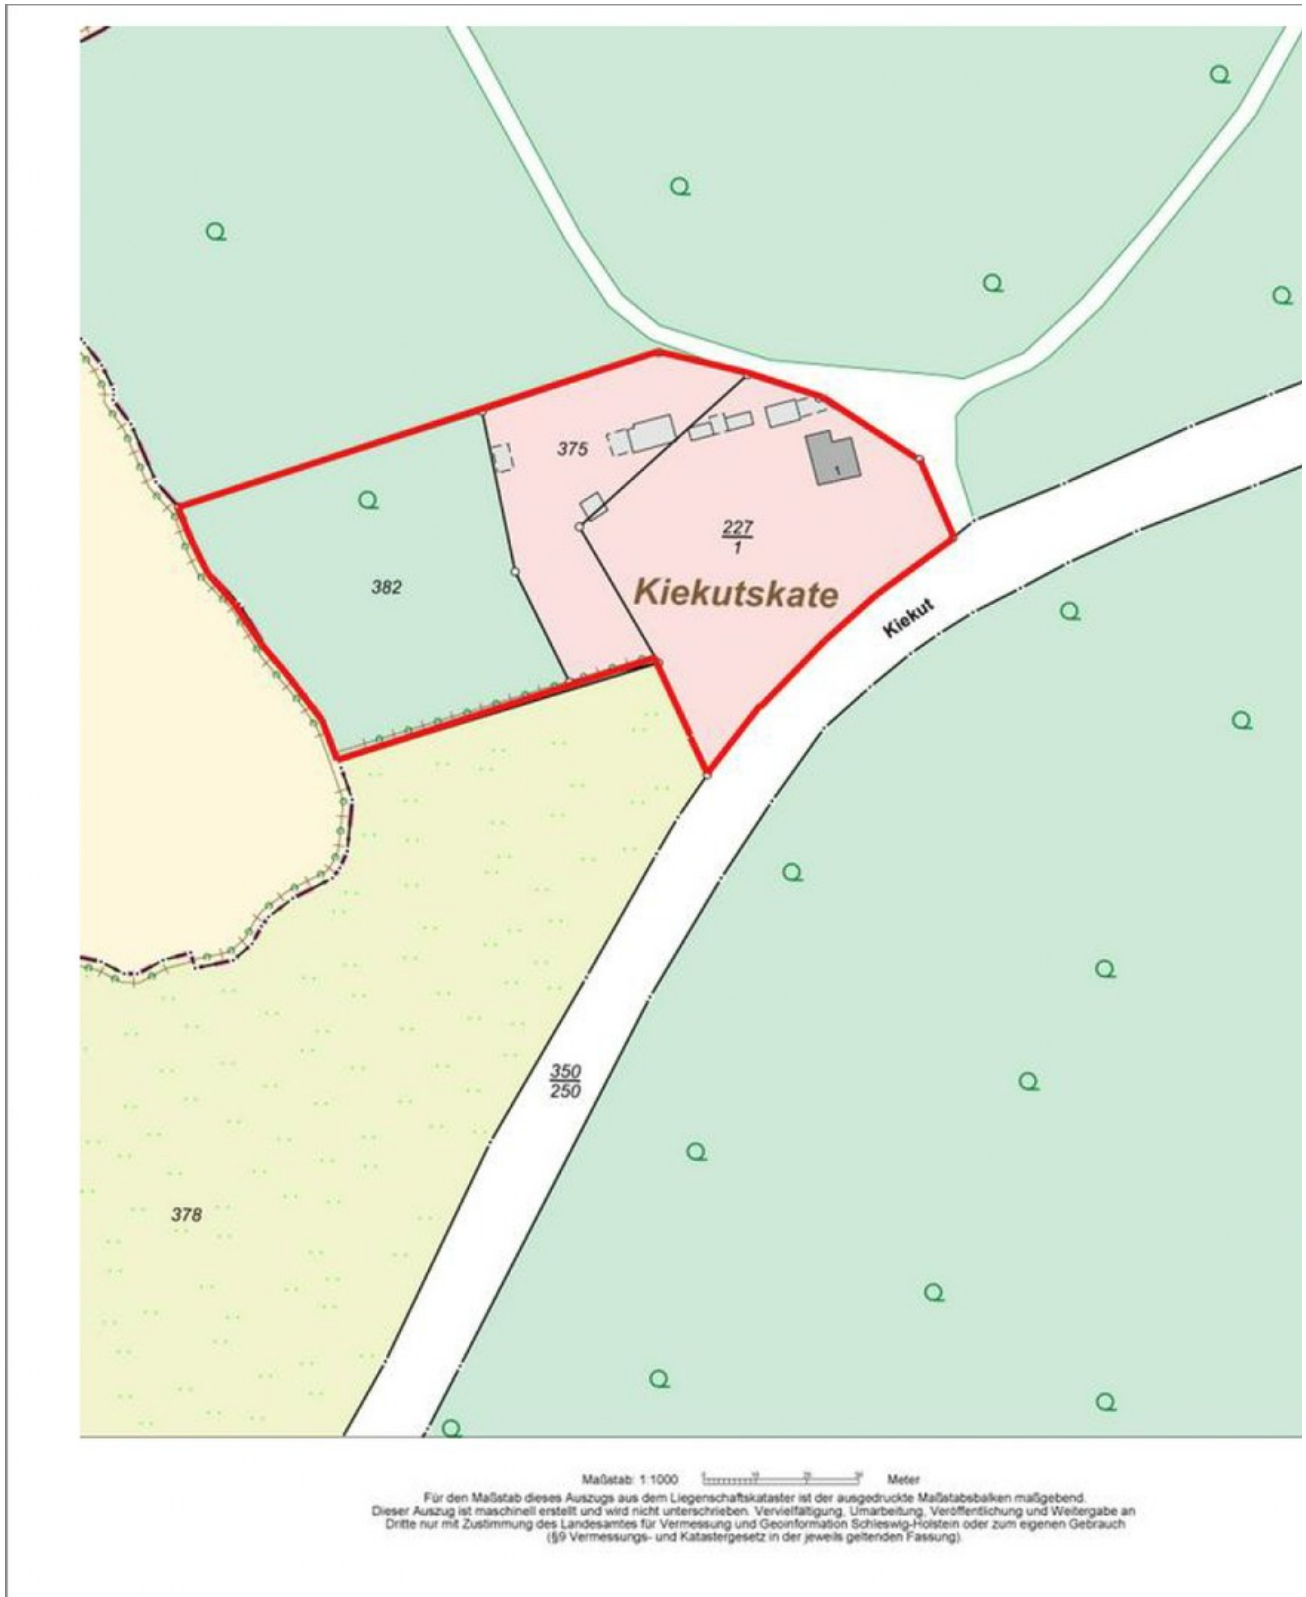 375
1
227
1
382
Kiekutskate
Kiekut
350
250
378
Maßstab: 1:1000
Meter
Für den Maßstab dieses Auszugs aus dem Liegenschaftskataster ist der ausgedruckte Maßstabsbalken maßgebend.
Dieser Auszug ist maschinell erstellt und wird nicht unterschrieben. Vervielfältigung, Umarbeitung, Veröffentlichung und Weitergabe an
Dritte nur mit Zustimmung des Landesamtes für Vermessung und Geoinformation Schleswig-Holstein oder zum eigenen Gebrauch
(§9 Vermessungs- und Katastergesetz in der jeweils geltenden Fassung).